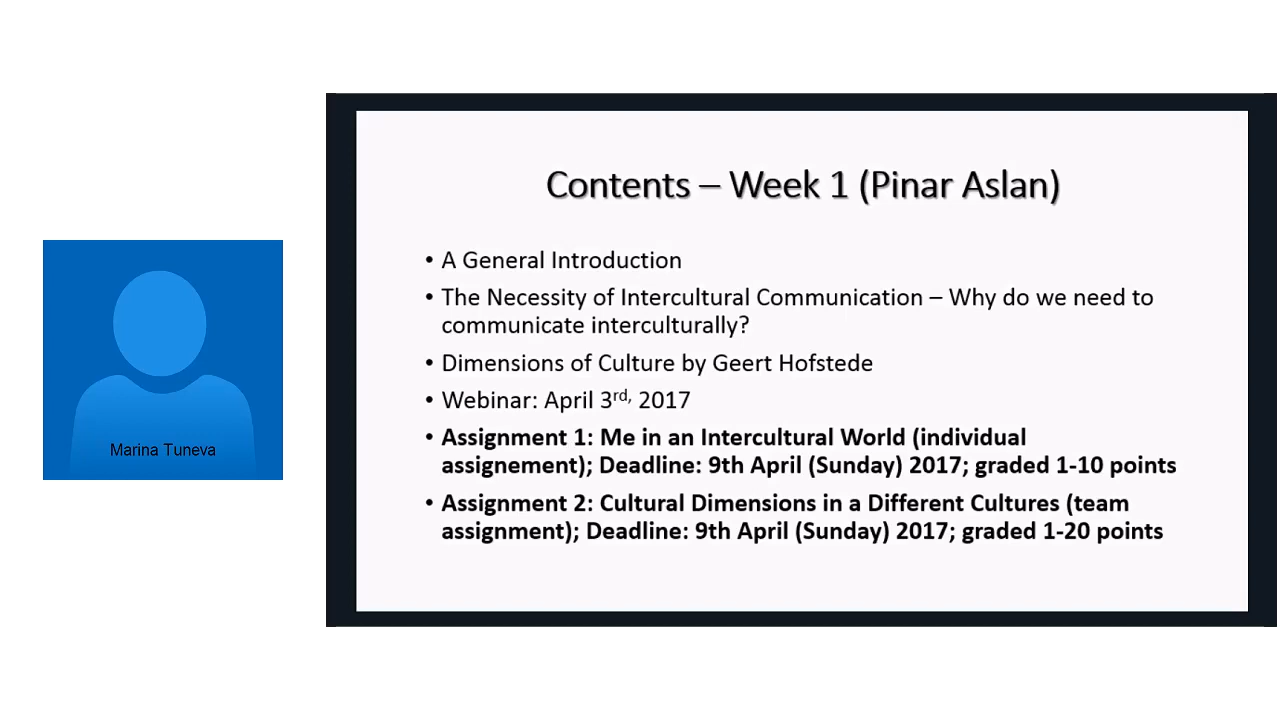 Contents – Week 1 (Pinar Aslan)
• A General Introduction
• The Necessity of Intercultural Communication – Why do we need to
communicate interculturally?
• Dimensions of Culture by Geert Hofstede
• Webinar: April 3rd, 2017
• Assignment 1: Me in an Intercultural World (individual
assignement); Deadline: 9th April (Sunday) 2017; graded 1-10 points
• Assignment 2: Cultural Dimensions in a Different Cultures (team
assignment); Deadline: 9th April (Sunday) 2017; graded 1-20 points
Marina Tuneva